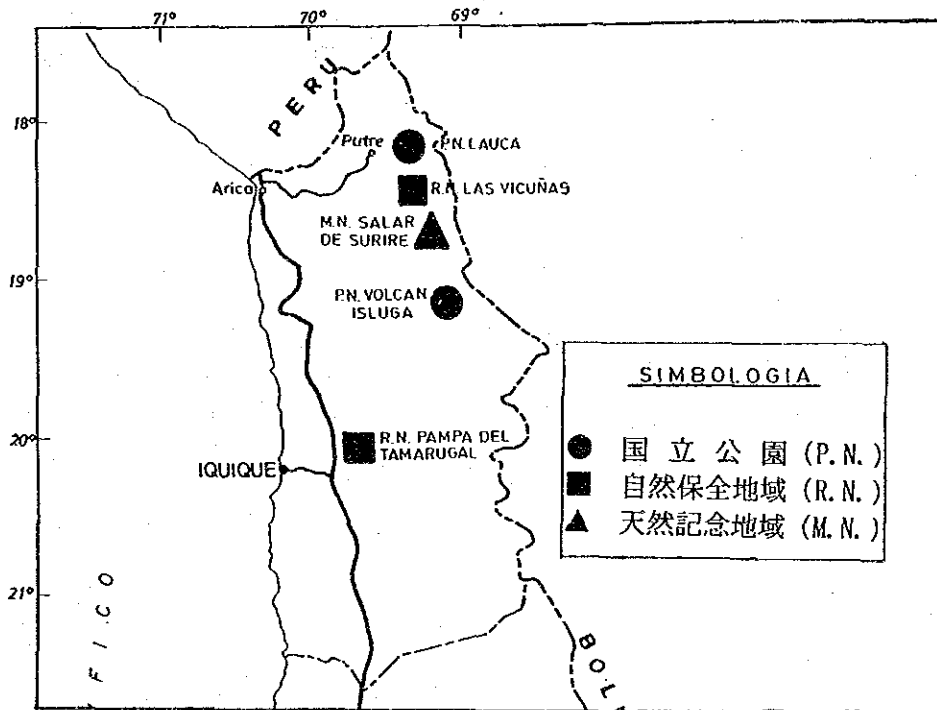 71° 70° 69°
18°
19°
20°
21°
PERU
Putre
P.N. LAUCA
Arica
R.N. LAS VICUÑAS
M.N. SALAR
DE SURIRE
P.N. VOLCAN
ISLUGA
R.N. PAMPA DEL
TAMARUGAL
IQUIQUE
SIMBOLOGIA
国立公園 (P.N.)
自然保全地域 (R.N.)
天然記念地域 (M.N.)
FICO
BOL